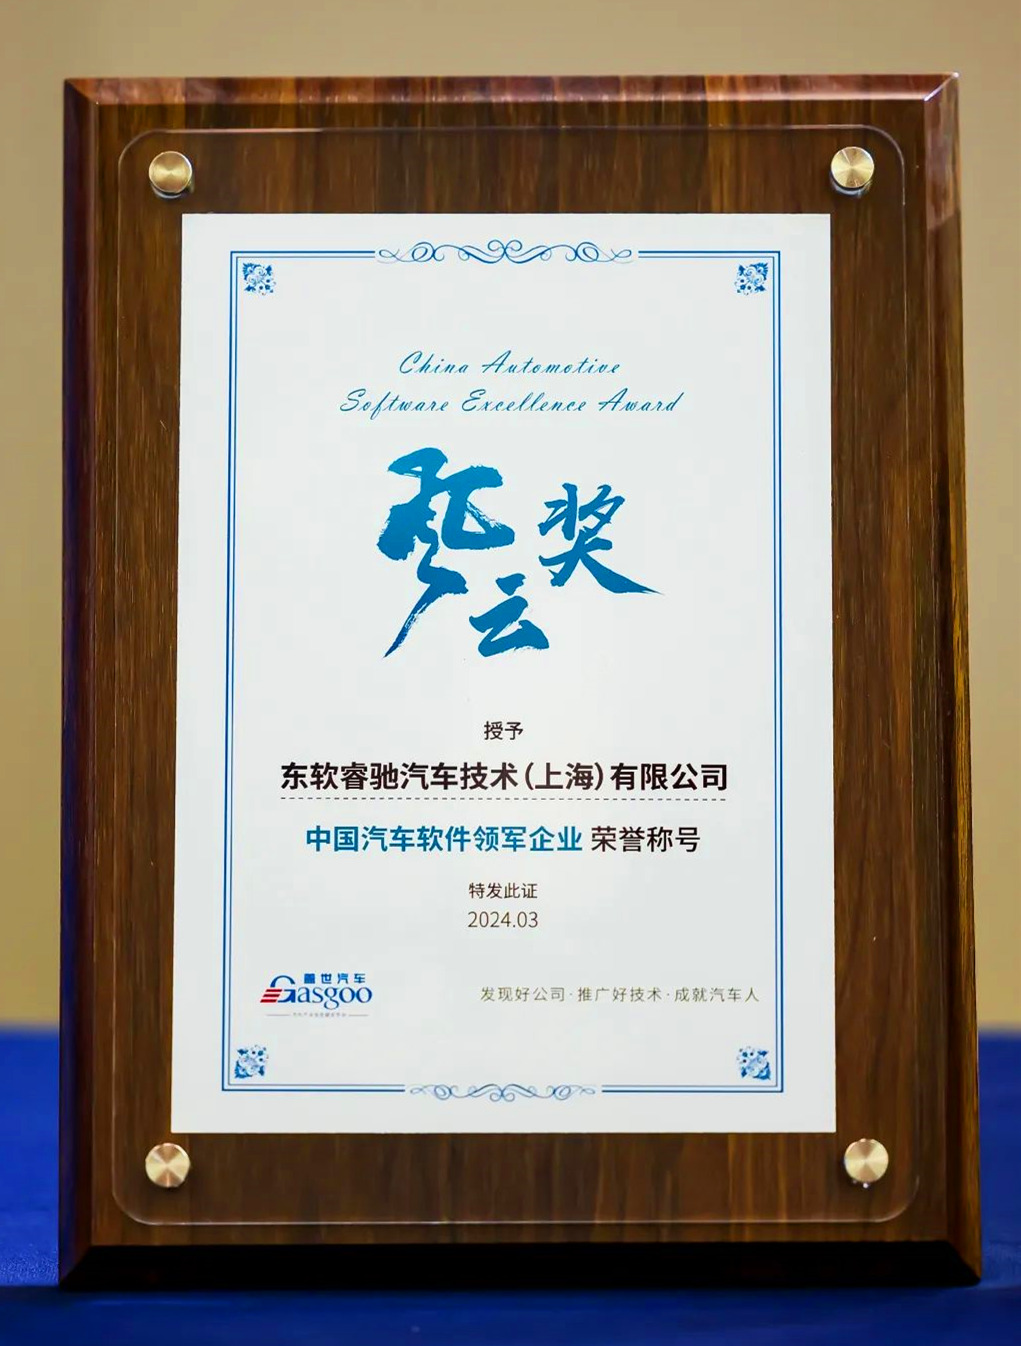 China Automotive
Software Excellence Award
云奖
授予
东软睿驰汽车技术（上海）有限公司
中国汽车软件领军企业 荣誉称号
特发此证
2024.03
盖世汽车
Gasgoo
发现好公司·推广好技术·成就汽车人